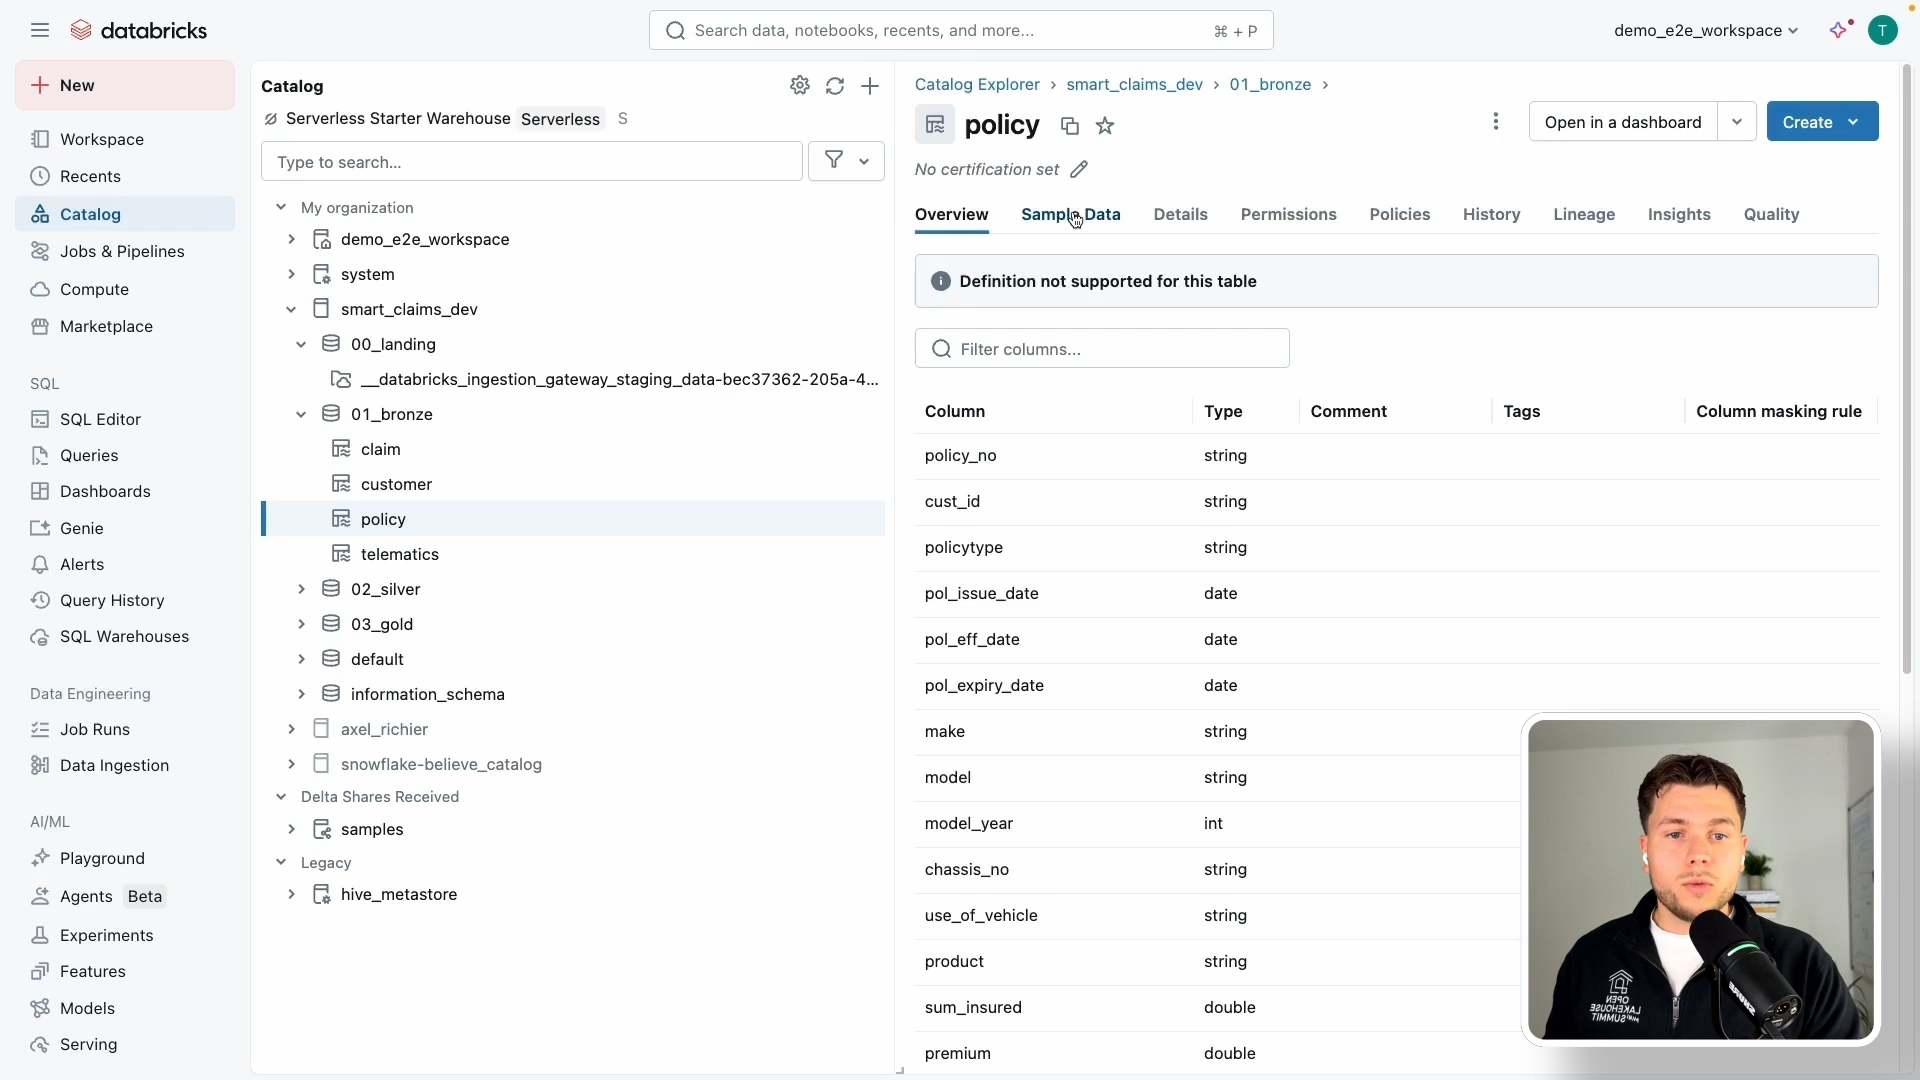 databricks
Search data, notebooks, recents, and more...
⌘ + P
demo_e2e_workspace
T
New
Workspace
Recents
Catalog
Jobs & Pipelines
Compute
Marketplace
SQL
SQL Editor
Queries
Dashboards
Genie
Alerts
Query History
SQL Warehouses
Data Engineering
Job Runs
Data Ingestion
AI/ML
Playground
Agents Beta
Experiments
Features
Models
Serving
Catalog
Serverless Starter Warehouse Serverless S
Type to search...
My organization
demo_e2e_workspace
system
smart_claims_dev
00_landing
__databricks_ingestion_gateway_staging_data-bec37362-205a-4...
01_bronze
claim
customer
policy
telematics
02_silver
03_gold
default
information_schema
axel_richier
snowflake-believe_catalog
Delta Shares Received
samples
Legacy
hive_metastore
Catalog Explorer > smart_claims_dev > 01_bronze >
policy
Open in a dashboard
Create
No certification set
Overview Sample Data Details Permissions Policies History Lineage Insights Quality
Definition not supported for this table
Filter columns...
Column Type Comment Tags Column masking rule
policy_no string
cust_id string
policytype string
pol_issue_date date
pol_eff_date date
pol_expiry_date date
make string
model string
model_year int
chassis_no string
use_of_vehicle string
product string
sum_insured double
premium double
OPEN
LAKEHOUSE
SUMMIT
SHURE